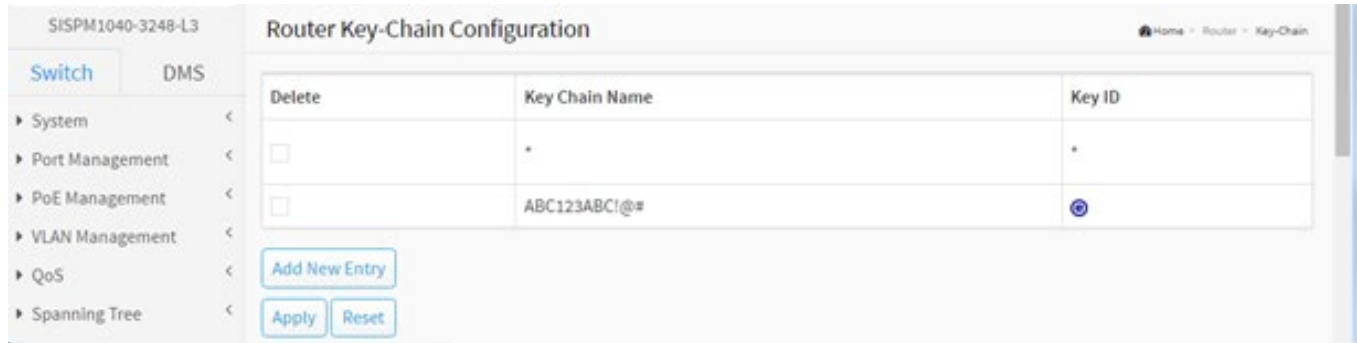 SISPM1040-3248-L3
Router Key-Chain Configuration
Home > Router > Key-Chain
Switch DMS
Delete Key Chain Name Key ID
System
* *
Port Management
PoE Management
ABC123ABC!@#
VLAN Management
QoS
Add New Entry
Spanning Tree
Apply Reset